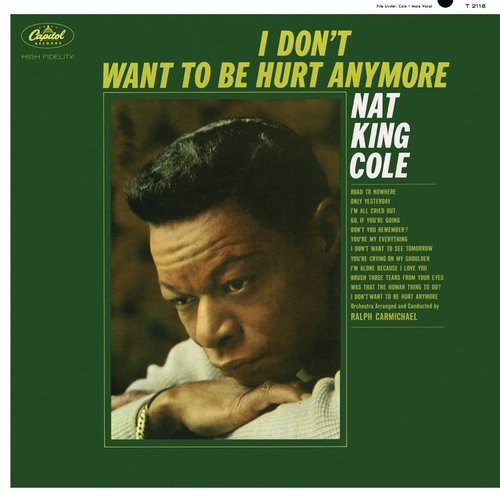 File Under: Cole • Male Vocal
T 2118
Capitol
RECORDS
HIGH FIDELITY
I DON'T
WANT TO BE HURT ANYMORE
NAT
KING
COLE
ROAD TO NOWHERE
ONLY YESTERDAY
I'M ALL CRIED OUT
GO, IF YOU'RE GOING
DON'T YOU REMEMBER?
YOU'RE MY EVERYTHING
I DON'T WANT TO SEE TOMORROW
YOU'RE CRYING ON MY SHOULDER
I'M ALONE BECAUSE I LOVE YOU
BRUSH THOSE TEARS FROM YOUR EYES
WAS THAT THE HUMAN THING TO DO?
I DON'T WANT TO BE HURT ANYMORE
Orchestra Arranged and Conducted by
RALPH CARMICHAEL